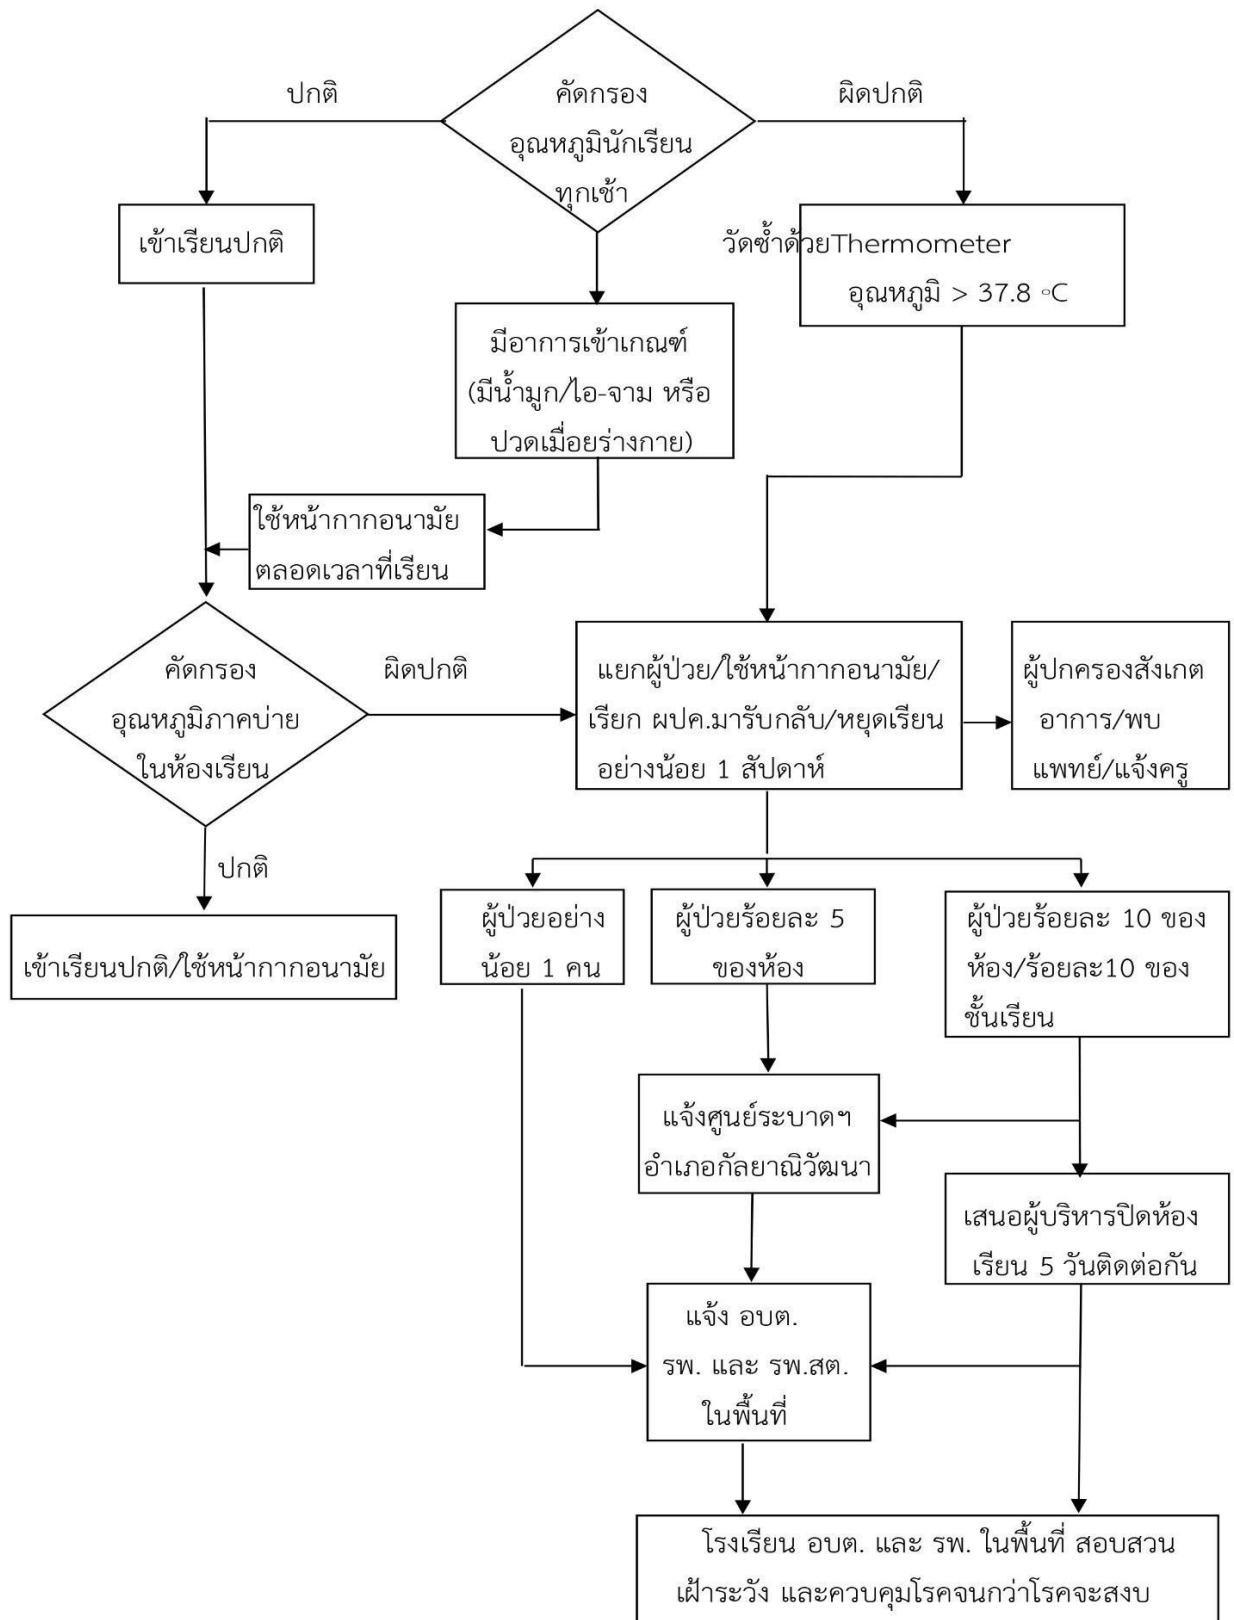 ปกติ
คัดกรอง
อุณหภูมินักเรียน
ทุกเช้า
ผิดปกติ
เข้าเรียนปกติ
วัดซ้ำด้วยThermometer
อุณหภูมิ > 37.8 °C
มีอาการเข้าเกณฑ์
(มีน้ำมูก/ไอ-จาม หรือ
ปวดเมื่อยร่างกาย)
ใช้หน้ากากอนามัย
ตลอดเวลาที่เรียน
คัดกรอง
อุณหภูมิภาคบ่าย
ในห้องเรียน
ผิดปกติ
แยกผู้ป่วย/ใช้หน้ากากอนามัย/
เรียก ผปค.มารับกลับ/หยุดเรียน
อย่างน้อย 1 สัปดาห์
ผู้ปกครองสังเกต
อาการ/พบ
แพทย์/แจ้งครู
ปกติ
เข้าเรียนปกติ/ใช้หน้ากากอนามัย
ผู้ป่วยอย่าง
น้อย 1 คน
ผู้ป่วยร้อยละ 5
ของห้อง
ผู้ป่วยร้อยละ 10 ของ
ห้อง/ร้อยละ10 ของ
ชั้นเรียน
แจ้งศูนย์ระบาดฯ
อำเภอกัลยาณิวัฒนา
เสนอผู้บริหารปิดห้อง
เรียน 5 วันติดต่อกัน
แจ้ง อบต.
รพ. และ รพ.สต.
ในพื้นที่
โรงเรียน อบต. และ รพ. ในพื้นที่ สอบสวน
เฝ้าระวัง และควบคุมโรคจนกว่าโรคจะสงบ